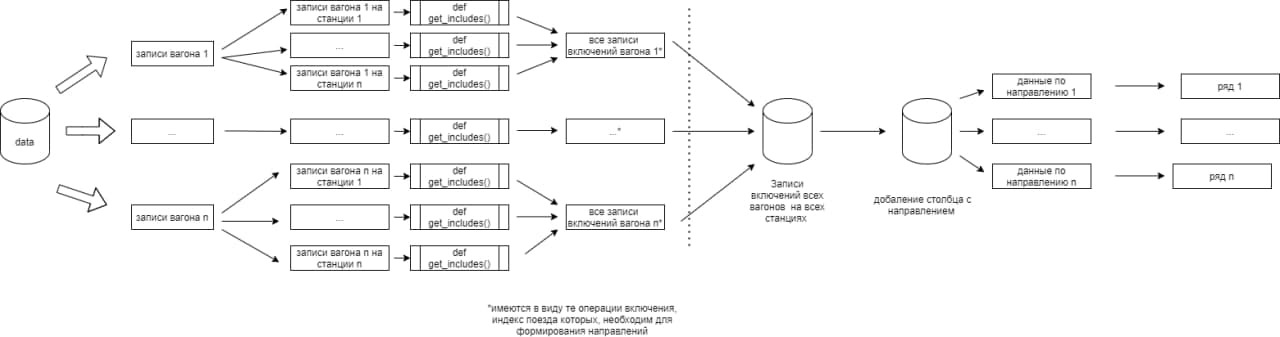 data
записи вагон 1
записи вагон 1 на
станции 1
def
get_includes()
...
def
get_includes()
записи вагон 1 на
станции n
def
get_includes()
все записи
включений вагона 1*
...
...
def
get_includes()
...*
записи вагона n
записи вагона n на
станции 1
def
get_includes()
...
def
get_includes()
записи вагона n на
станции n
def
get_includes()
все записи
включений вагона n*
Записи
включений всех
вагонов на всех
станциях
добаление столбца с
направлением
данные по
направлению 1
ряд 1
...
...
данные по
направлению n
ряд n
*имеются в виду те операции включения,
индекс поезда которых, необходим для
формирования направлений